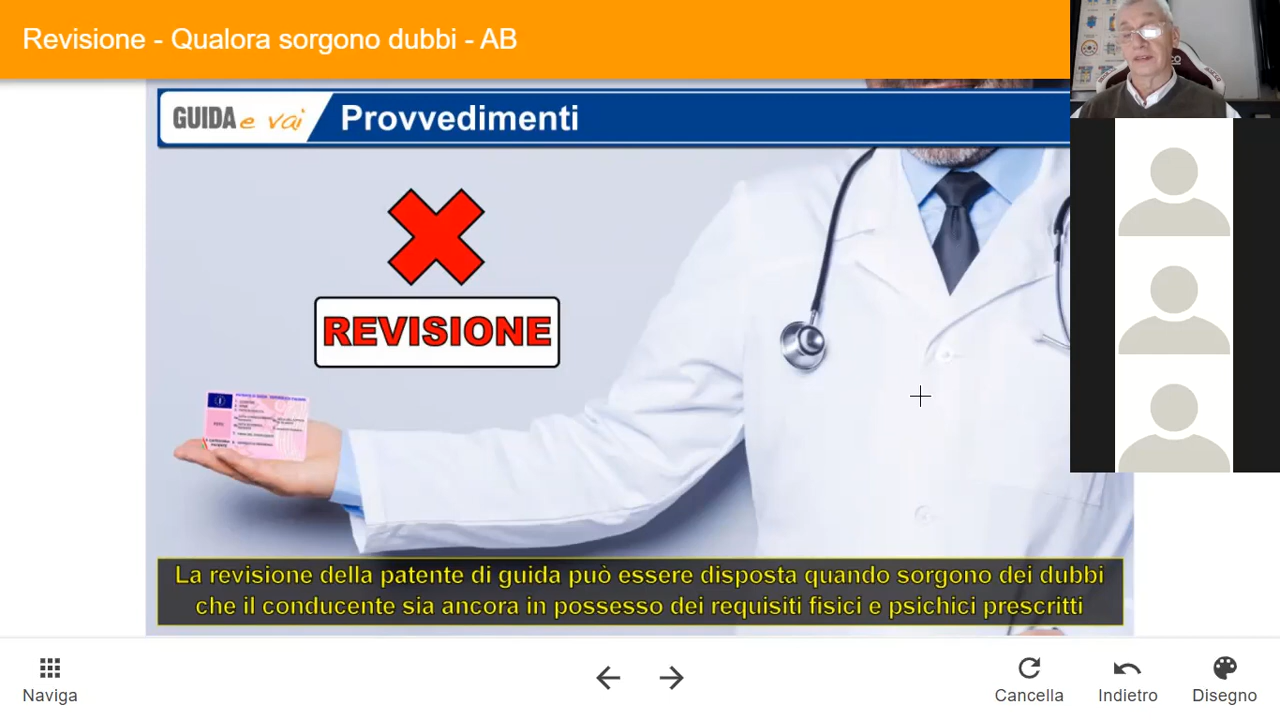 Revisione - Qualora sorgono dubbi - AB
GUIDA e vai
Provvedimenti
REVISIONE
La revisione della patente di guida può essere disposta quando sorgono dei dubbi
che il conducente sia ancora in possesso dei requisiti fisici e psichici prescritti
Naviga
Cancella
Indietro
Disegno